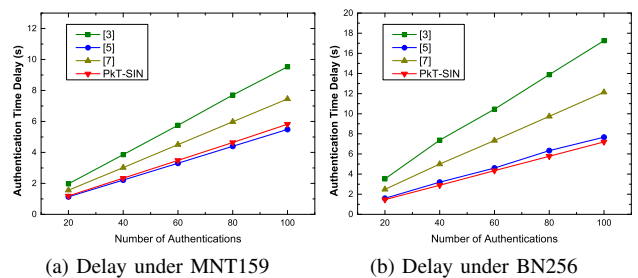 [3]
[5]
[7]
PkT-SIN
Authentication Time Delay (s)
12
10
8
6
4
2
0
20 40 60 80 100
Number of Authentications
(a) Delay under MNT159
[3]
[5]
[7]
PkT-SIN
Authentication Time Delay (s)
20
18
16
14
12
10
8
6
4
2
0
20 40 60 80 100
Number of Authentications
(b) Delay under BN256